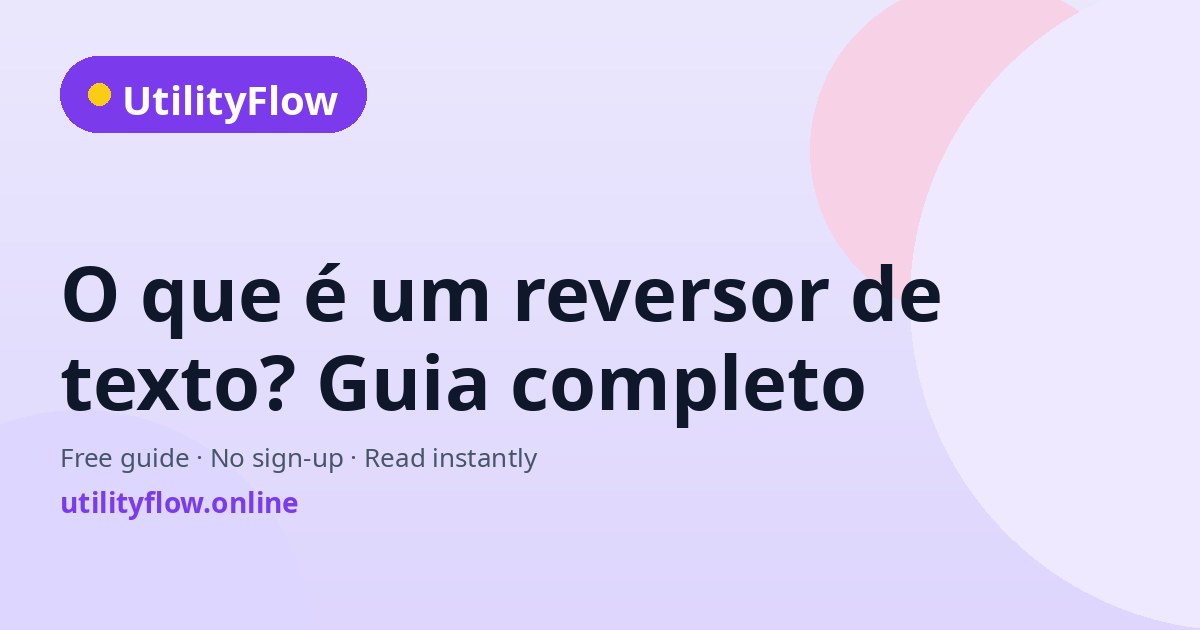 UtilityFlow
O que é um reversor de
texto? Guia completo
Free guide · No sign-up · Read instantly
utilityflow.online